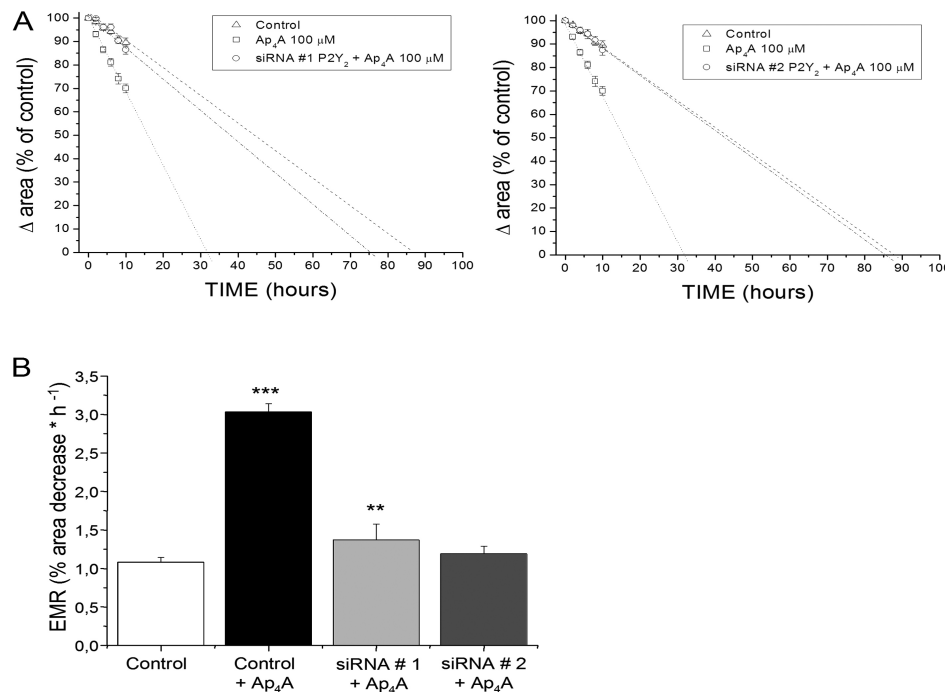 A
Control
Ap4A 100 μM
siRNA #1 P2Y2 + Ap4A 100 μM
Δ area (% of control)
100
90
80
70
60
50
40
30
20
10
0
0 10 20 30 40 50 60 70 80 90 100
TIME (hours)
Control
Ap4A 100 μM
siRNA #2 P2Y2 + Ap4A 100 μM
Δ area (% of control)
100
90
80
70
60
50
40
30
20
10
0
0 10 20 30 40 50 60 70 80 90 100
TIME (hours)
B
EMR (% area decrease * h -1)
3,5
3,0
2,5
2,0
1,5
1,0
0,5
0,0
***
**
Control
Control + Ap4A
siRNA # 1 + Ap4A
siRNA # 2 + Ap4A